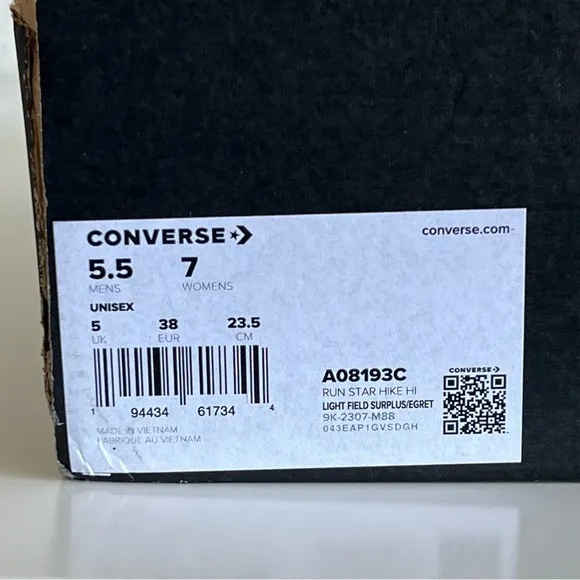 CONVERSE
converse.com
5.5 7
MENS WOMENS
UNISEX
5 38 23.5
UK EUR CM
1 94434 61734 4
MADE IN VIETNAM
FABRIQUÉ AU VIETNAM
A08193C
RUN STAR HIKE HI
LIGHT FIELD SURPLUS/EGRET
9K-2307-M88
043EAP1GVSDGH
CONVERSE